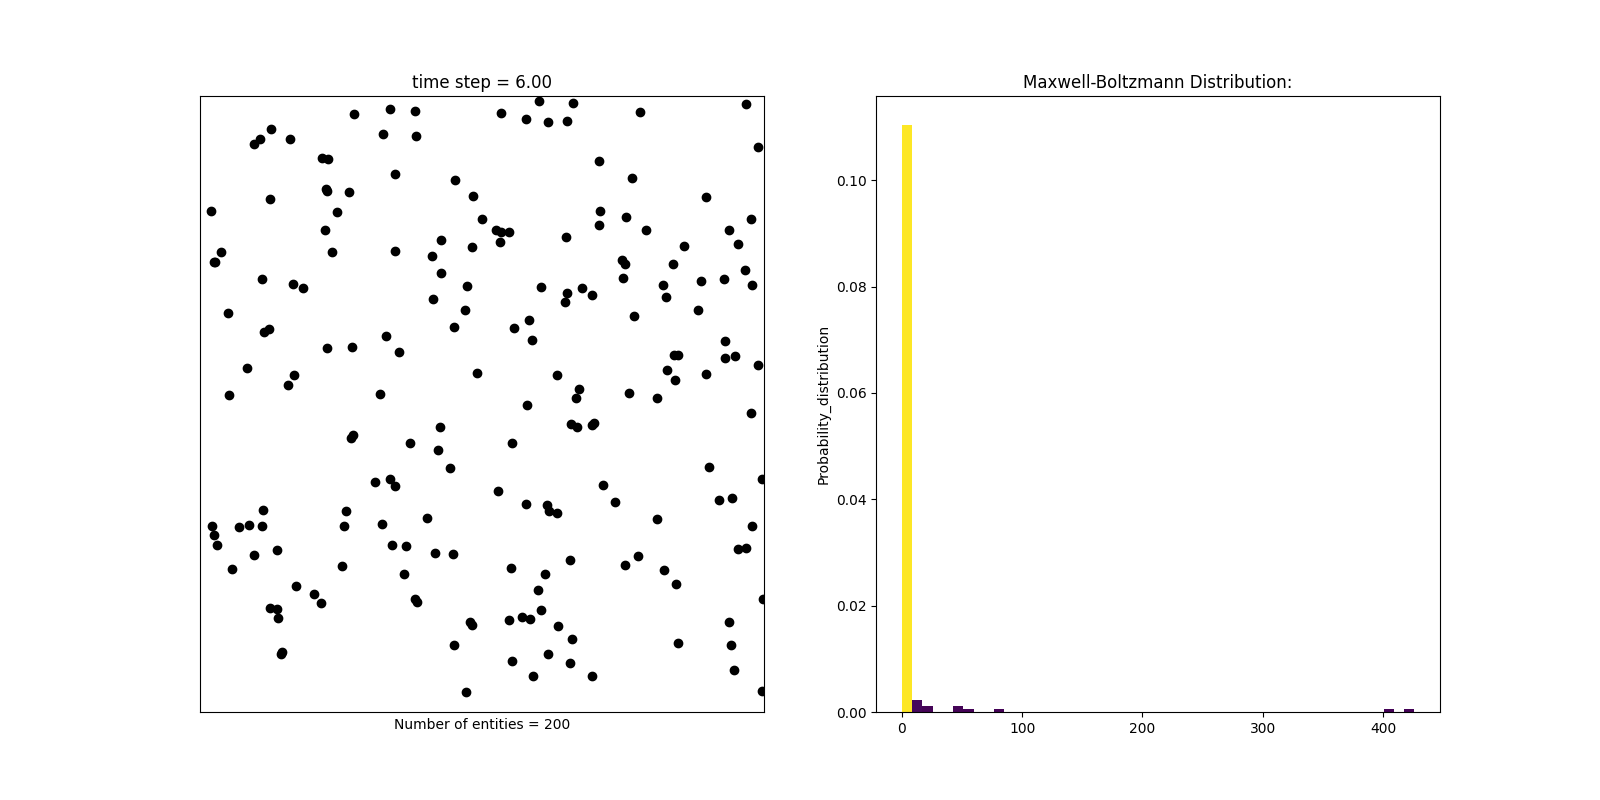 time step = 6.00
Number of entities = 200
Maxwell-Boltzmann Distribution:
Probability_distribution
0.10
0.08
0.06
0.04
0.02
0.00
0 100 200 300 400